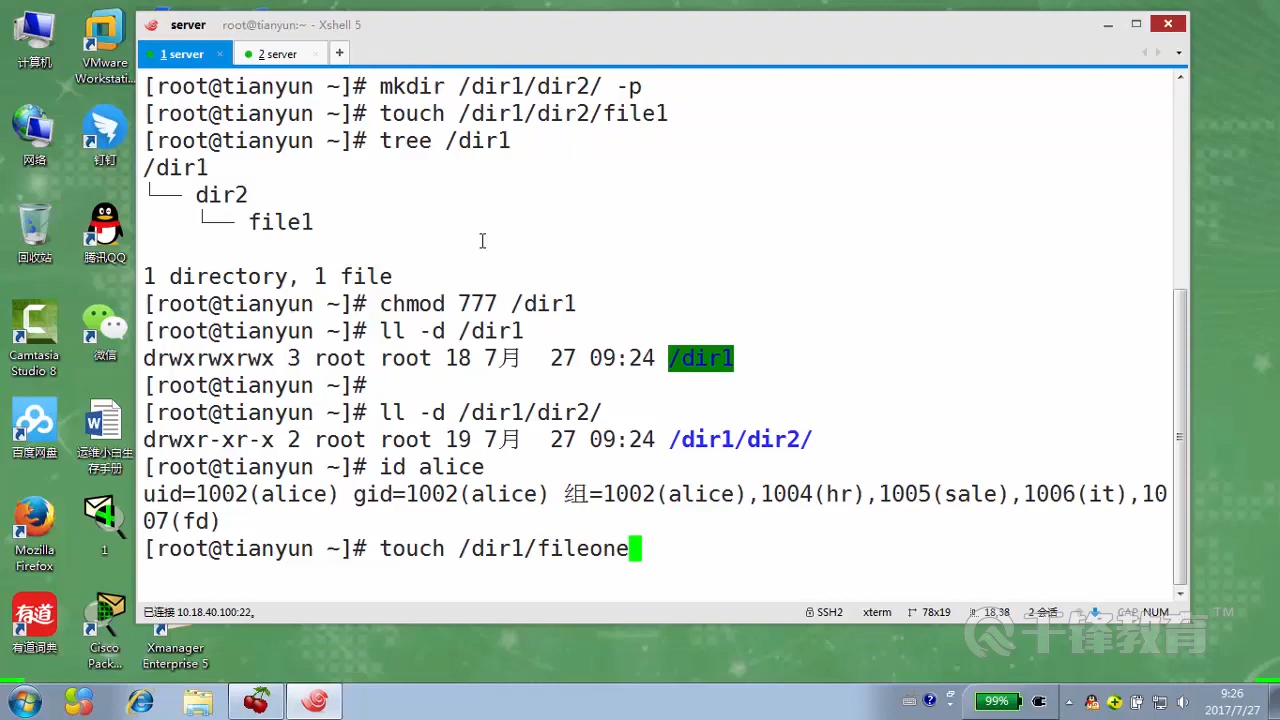 server root@tianyun:~ - Xshell 5
1 server × 2 server × +
[root@tianyun ~]# mkdir /dir1/dir2/ -p
[root@tianyun ~]# touch /dir1/dir2/file1
[root@tianyun ~]# tree /dir1
/dir1
└── dir2
    └── file1
1 directory, 1 file
[root@tianyun ~]# chmod 777 /dir1
[root@tianyun ~]# ll -d /dir1
drwxrwxrwx 3 root root 18 7月  27 09:24 /dir1
[root@tianyun ~]#
[root@tianyun ~]# ll -d /dir1/dir2/
drwxr-xr-x 2 root root 19 7月  27 09:24 /dir1/dir2/
[root@tianyun ~]# id alice
uid=1002(alice) gid=1002(alice) 组=1002(alice),1004(hr),1005(sale),1006(it),10
07(fd)
[root@tianyun ~]# touch /dir1/fileone
已连接 10.18.40.100:22。 SSH2 xterm 78x19 18,38 2 会话 CAP NUM
计算机
VMware
Workstati...
网络
钉钉
回收站
腾讯QQ
Camtasia
Studio 8
微信
百度网盘
运维小曰生
存手册
Mozilla
Firefox
1
有道
有道词典
Cisco
Pack...
Xmanager
Enterprise 5
千锋教育 TM
99%
9:26
2017/7/27